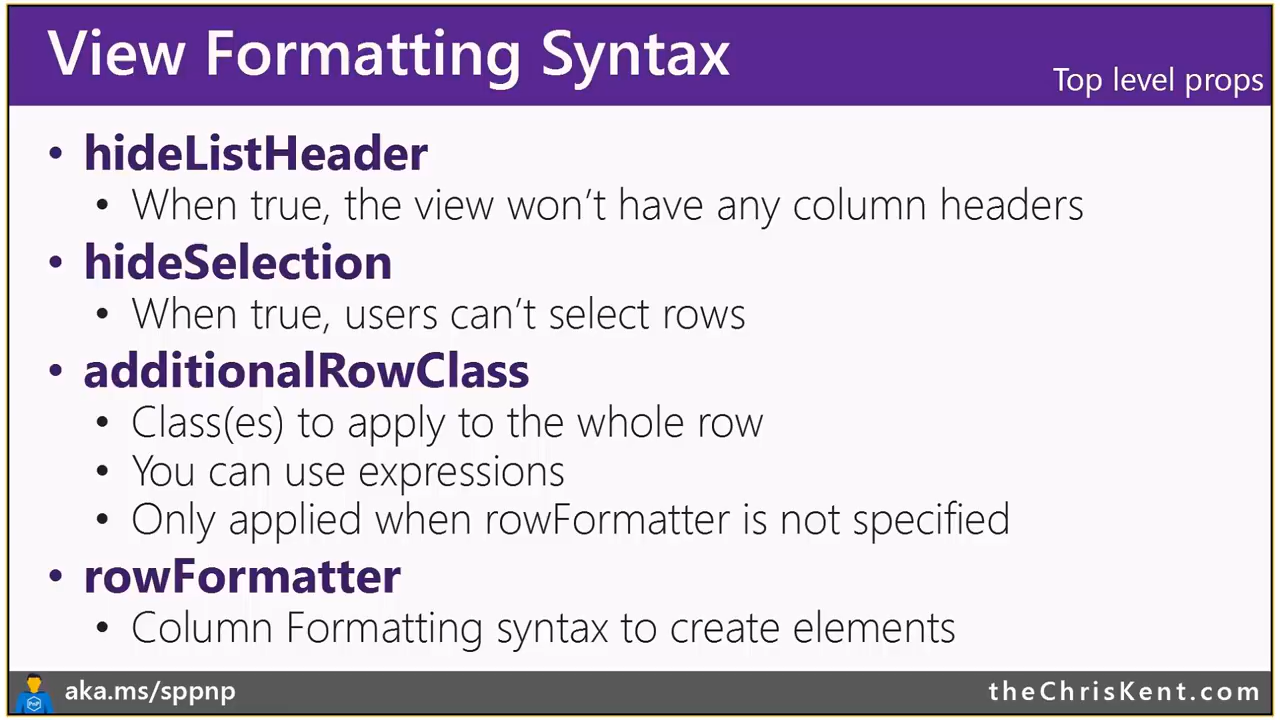 View Formatting Syntax
Top level props
• hideListHeader
• When true, the view won't have any column headers
• hideSelection
• When true, users can't select rows
• additionalRowClass
• Class(es) to apply to the whole row
• You can use expressions
• Only applied when rowFormatter is not specified
• rowFormatter
• Column Formatting syntax to create elements
aka.ms/sppnp
theChrisKent.com